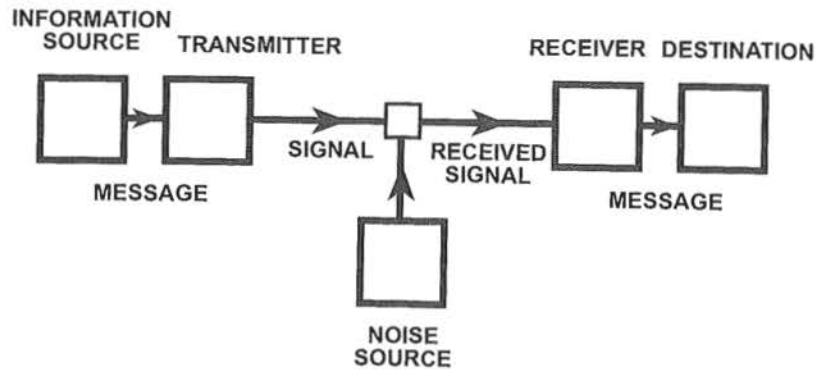 INFORMATION
SOURCE
TRANSMITTER
RECEIVER
DESTINATION
SIGNAL
RECEIVED
SIGNAL
MESSAGE
MESSAGE
NOISE
SOURCE